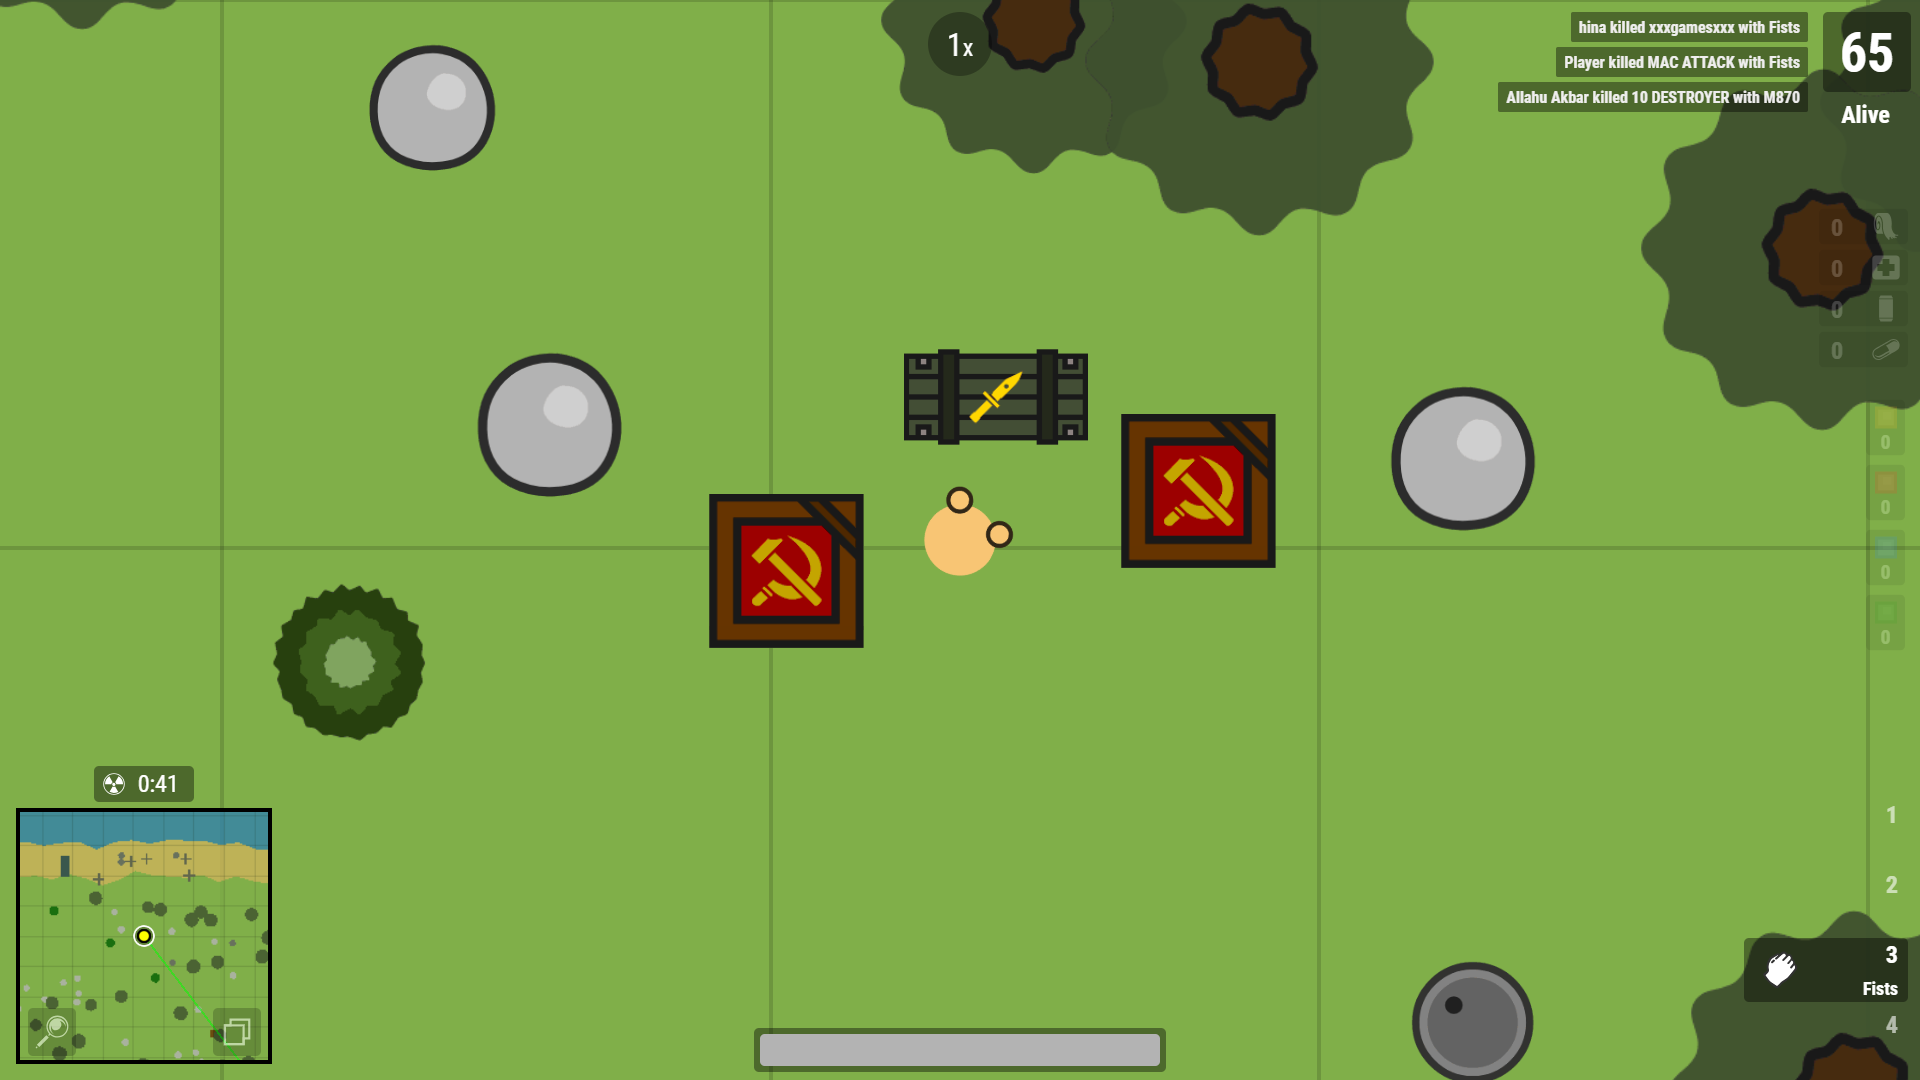 1x
hina killed xxxgamesxxx with Fists
Player killed MAC ATTACK with Fists
Allahu Akbar killed 10 DESTROYER with M870
65
Alive
0
0
0
0
0
0
0
0
0:41
1
2
3
Fists
4